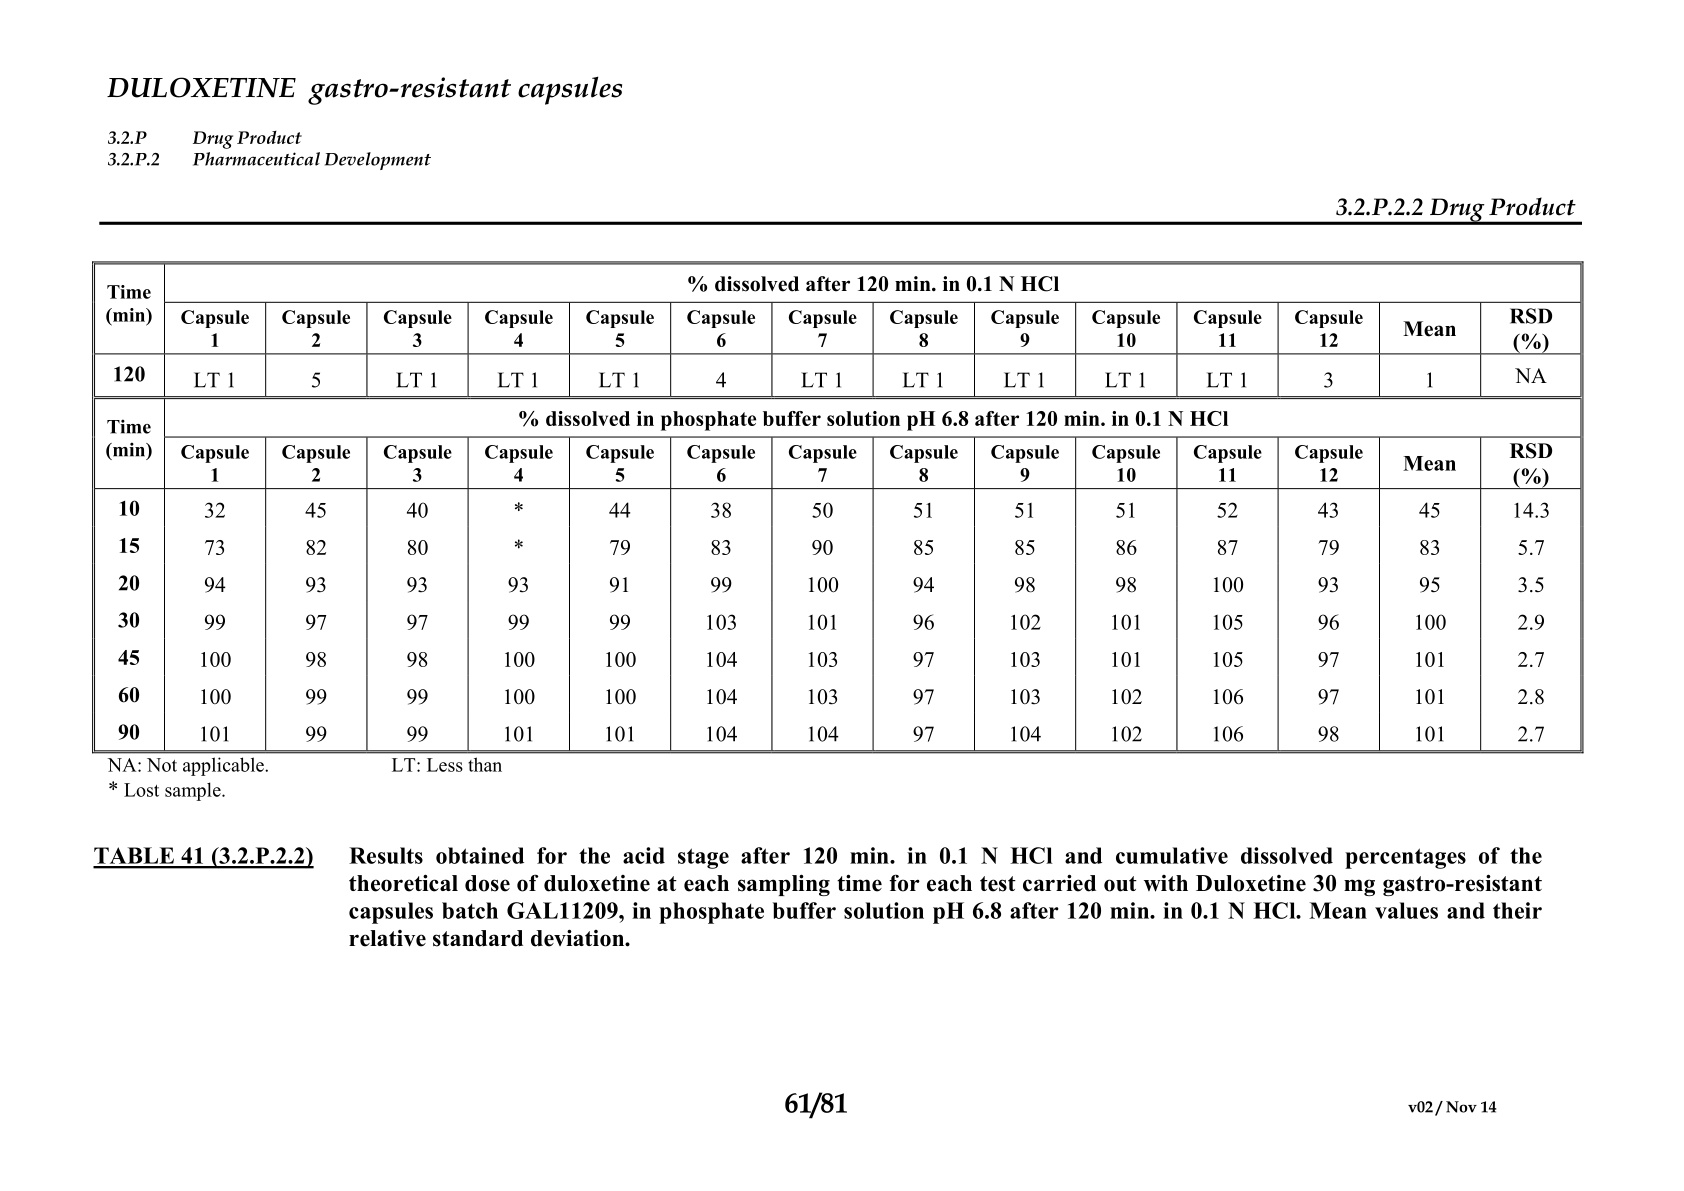 DULOXETINE gastro-resistant capsules
3.2.P Drug Product
3.2.P.2 Pharmaceutical Development
3.2.P.2.2 Drug Product
Time (min) % dissolved after 120 min. in 0.1 N HCl
Capsule 1 Capsule 2 Capsule 3 Capsule 4 Capsule 5 Capsule 6 Capsule 7 Capsule 8 Capsule 9 Capsule 10 Capsule 11 Capsule 12 Mean RSD (%)
120 LT 1 5 LT 1 LT 1 LT 1 4 LT 1 LT 1 LT 1 LT 1 LT 1 3 1 NA
Time (min) % dissolved in phosphate buffer solution pH 6.8 after 120 min. in 0.1 N HCl
Capsule 1 Capsule 2 Capsule 3 Capsule 4 Capsule 5 Capsule 6 Capsule 7 Capsule 8 Capsule 9 Capsule 10 Capsule 11 Capsule 12 Mean RSD (%)
10 32 45 40 * 44 38 50 51 51 51 52 43 45 14.3
15 73 82 80 * 79 83 90 85 85 86 87 79 83 5.7
20 94 93 93 93 91 99 100 94 98 98 100 93 95 3.5
30 99 97 97 99 99 103 101 96 102 101 105 96 100 2.9
45 100 98 98 100 100 104 103 97 103 101 105 97 101 2.7
60 100 99 99 100 100 104 103 97 103 102 106 97 101 2.8
90 101 99 99 101 101 104 104 97 104 102 106 98 101 2.7
NA: Not applicable. LT: Less than
* Lost sample.
TABLE 41 (3.2.P.2.2) Results obtained for the acid stage after 120 min. in 0.1 N HCl and cumulative dissolved percentages of the
theoretical dose of duloxetine at each sampling time for each test carried out with Duloxetine 30 mg gastro-resistant
capsules batch GAL11209, in phosphate buffer solution pH 6.8 after 120 min. in 0.1 N HCl. Mean values and their
relative standard deviation.
61/81
v02 / Nov 14